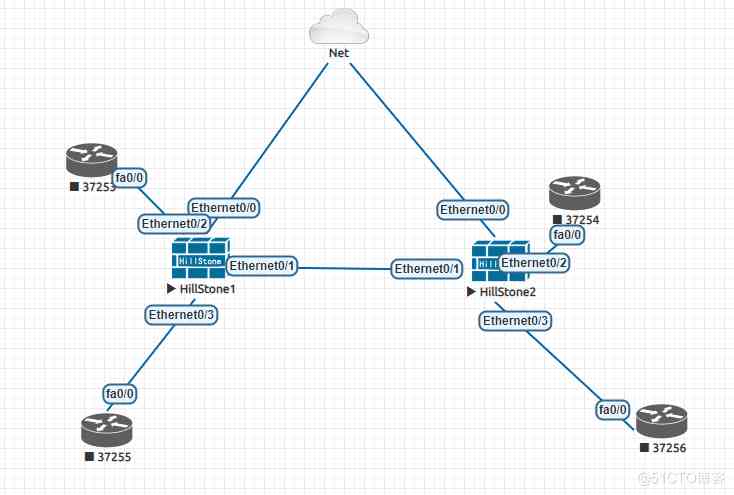 Net
fa0/0
37253
Ethernet0/0
Ethernet0/2
Ethernet0/0
37254
fa0/0
HillStone
Ethernet0/1
Ethernet0/1
Ethernet0/2
HillStone1
HillStone2
Ethernet0/3
Ethernet0/3
fa0/0
fa0/0
37255
37256
@51CTO博客